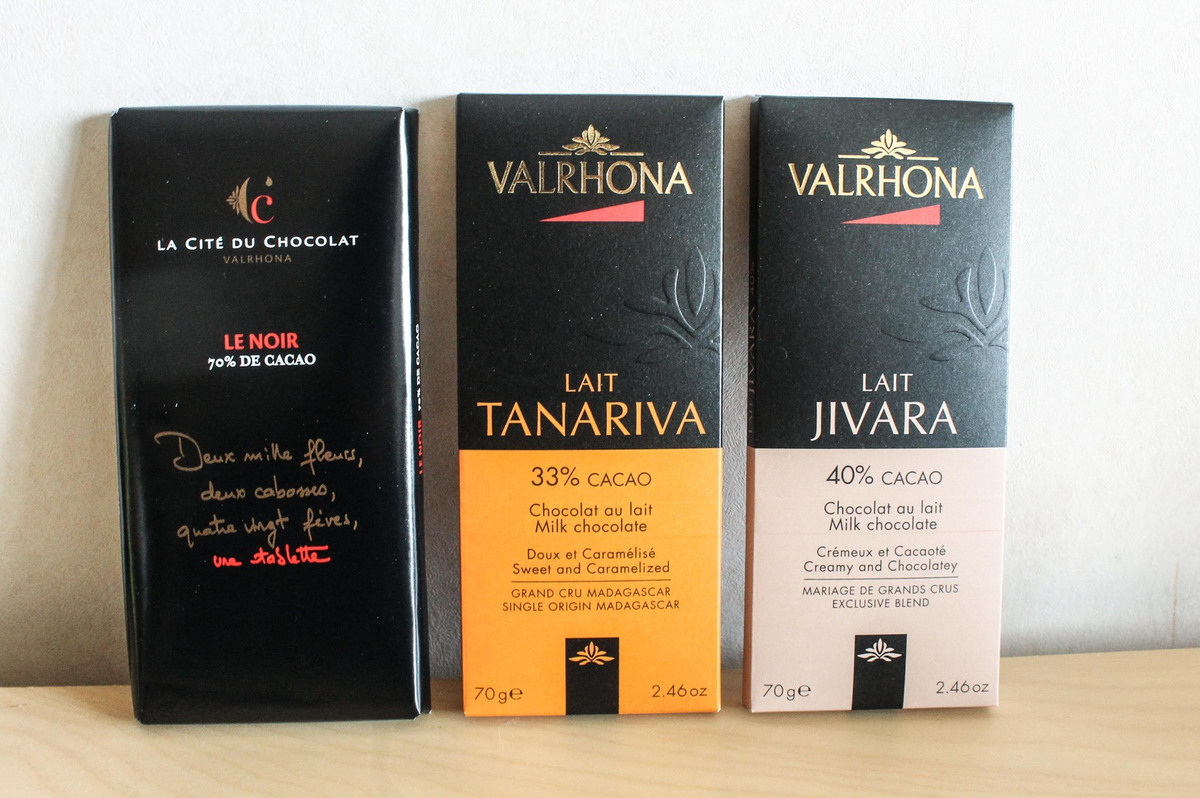 c
LA CITÉ DU CHOCOLAT
VALRHONA
LE NOIR
70% DE CACAO
Deux mille fleurs,
deux cabosses,
quatre vingt fèves,
une tablette
LE NOIR 70% DE CACAO
VALRHONA
LAIT
TANARIVA
33% CACAO
Chocolat au lait
Milk chocolate
Doux et Caramélisé
Sweet and Caramelized
GRAND CRU MADAGASCAR
SINGLE ORIGIN MADAGASCAR
70g℮
2.46oz
VALRHONA
LAIT
JIVARA
40% CACAO
Chocolat au lait
Milk chocolate
Crémeux et Cacaoté
Creamy and Chocolatey
MARIAGE DE GRANDS CRUS
EXCLUSIVE BLEND
70g℮
2.46oz